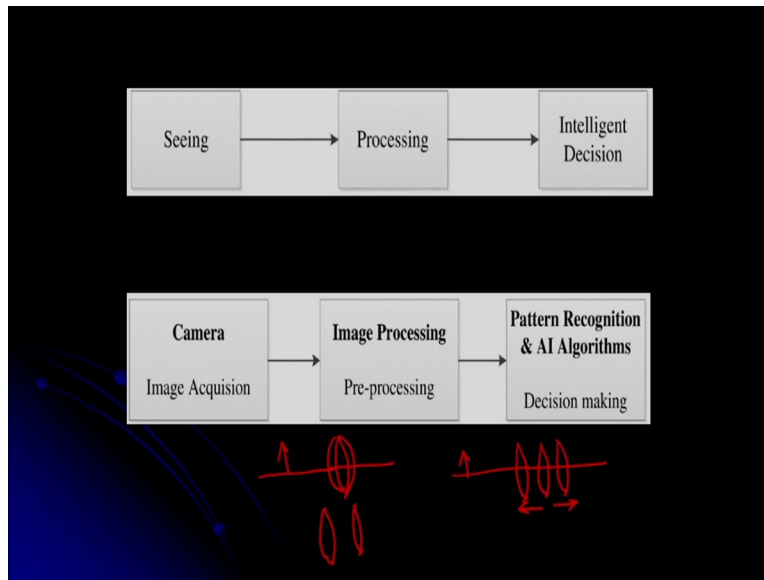 Seeing
Processing
Intelligent
Decision
Camera
Image Acquision
Image Processing
Pre-processing
Pattern Recognition
& AI Algorithms
Decision making